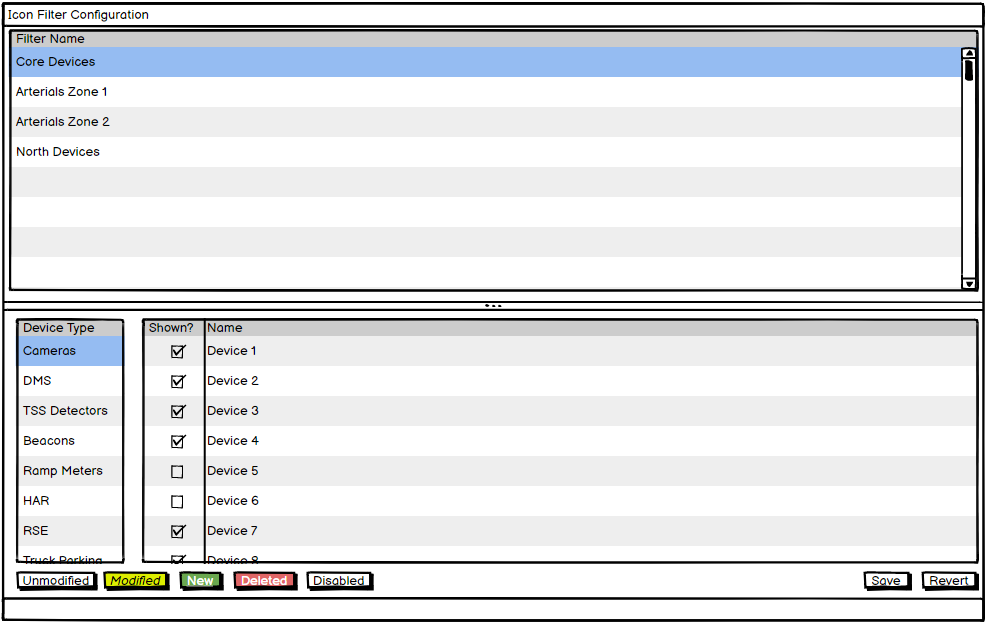 Icon Filter Configuration
Filter Name
Core Devices
Arterials Zone 1
Arterials Zone 2
North Devices
Device Type
Cameras
DMS
TSS Detectors
Beacons
Ramp Meters
HAR
RSE
Truck Parking
Shown? Name
Device 1
Device 2
Device 3
Device 4
Device 5
Device 6
Device 7
Device 8
Unmodified Modified New Deleted Disabled Save Revert